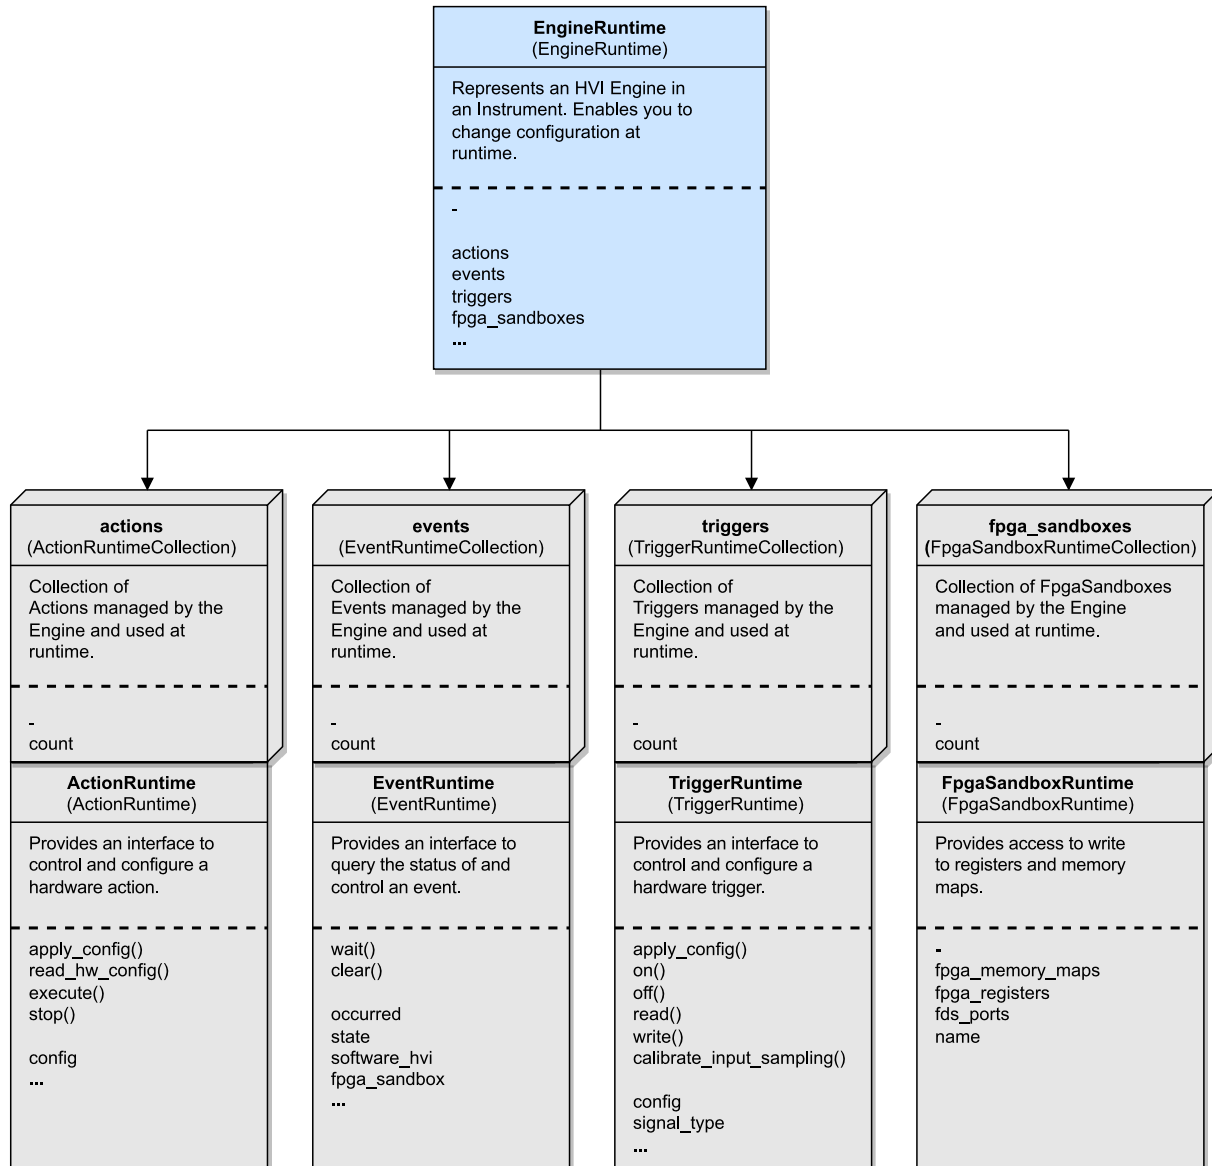 EngineRuntime
(EngineRuntime)
Represents an HVI Engine in
an Instrument. Enables you to
change configuration at
runtime.
-
actions
events
triggers
fpga_sandboxes
...
actions
(ActionRuntimeCollection)
Collection of
Actions managed by the
Engine and used at
runtime.
-
count
ActionRuntime
(ActionRuntime)
Provides an interface to
control and configure a
hardware action.
apply_config()
read_hw_config()
execute()
stop()
config
...
events
(EventRuntimeCollection)
Collection of
Events managed by the
Engine and used at
runtime.
-
count
EventRuntime
(EventRuntime)
Provides an interface to
query the status of and
control an event.
wait()
clear()
occurred
state
software_hvi
fpga_sandbox
...
triggers
(TriggerRuntimeCollection)
Collection of
Triggers managed by the
Engine and used at
runtime.
-
count
TriggerRuntime
(TriggerRuntime)
Provides an interface to
control and configure a
hardware trigger.
apply_config()
on()
off()
read()
write()
calibrate_input_sampling()
config
signal_type
...
fpga_sandboxes
(FpgaSandboxRuntimeCollection)
Collection of FpgaSandboxes
managed by the Engine
and used at runtime.
-
count
FpgaSandboxRuntime
(FpgaSandboxRuntime)
Provides access to write
to registers and memory
maps.
-
fpga_memory_maps
fpga_registers
fds_ports
name